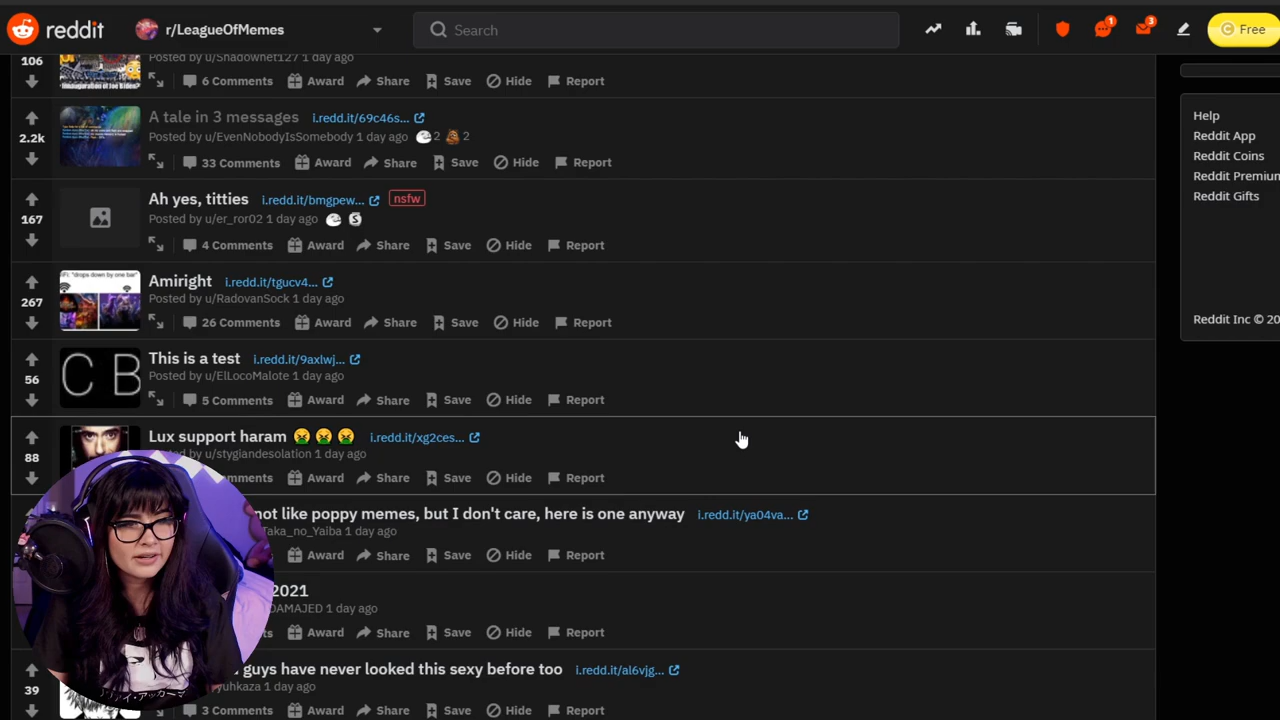 reddit r/LeagueOfMemes Search 1 3 Free
106 Posted by u/Shadownet127 1 day ago
6 Comments Share Save Hide Report
A tale in 3 messages i.redd.it/69c46s...
Posted by u/EvenNobodyIsSomebody 1 day ago 2 2
2.2k
33 Comments Award Share Save Hide Report
Ah yes, titties i.redd.it/bmgpew... nsfw
167 Posted by u/er_ror02 1 day ago
4 Comments Award Share Save Hide Report
Amiright i.redd.it/tgucv4...
267 Posted by u/RadovanSock 1 day ago
26 Comments Award Share Save Hide Report
This is a test i.redd.it/9axlwj...
56 Posted by u/ElLocoMalote 1 day ago
C B
5 Comments Award Share Save Hide Report
Lux support haram 🤮 🤮 🤮 i.redd.it/xg2ces...
88 Posted by u/stygiandesolation 1 day ago
Award Share Save Hide Report
not like poppy memes, but I don't care, here is one anyway i.redd.it/ya04va...
Taka_no_Yaiba 1 day ago
Award Share Save Hide Report
2021
DAMAJED 1 day ago
Award Share Save Hide Report
guys have never looked this sexy before too i.redd.it/al6vjg...
39 yuhkaza 1 day ago
3 Comments Award Share Save Hide Report
Help
Reddit App
Reddit Coins
Reddit Premium
Reddit Gifts
Reddit Inc © 20